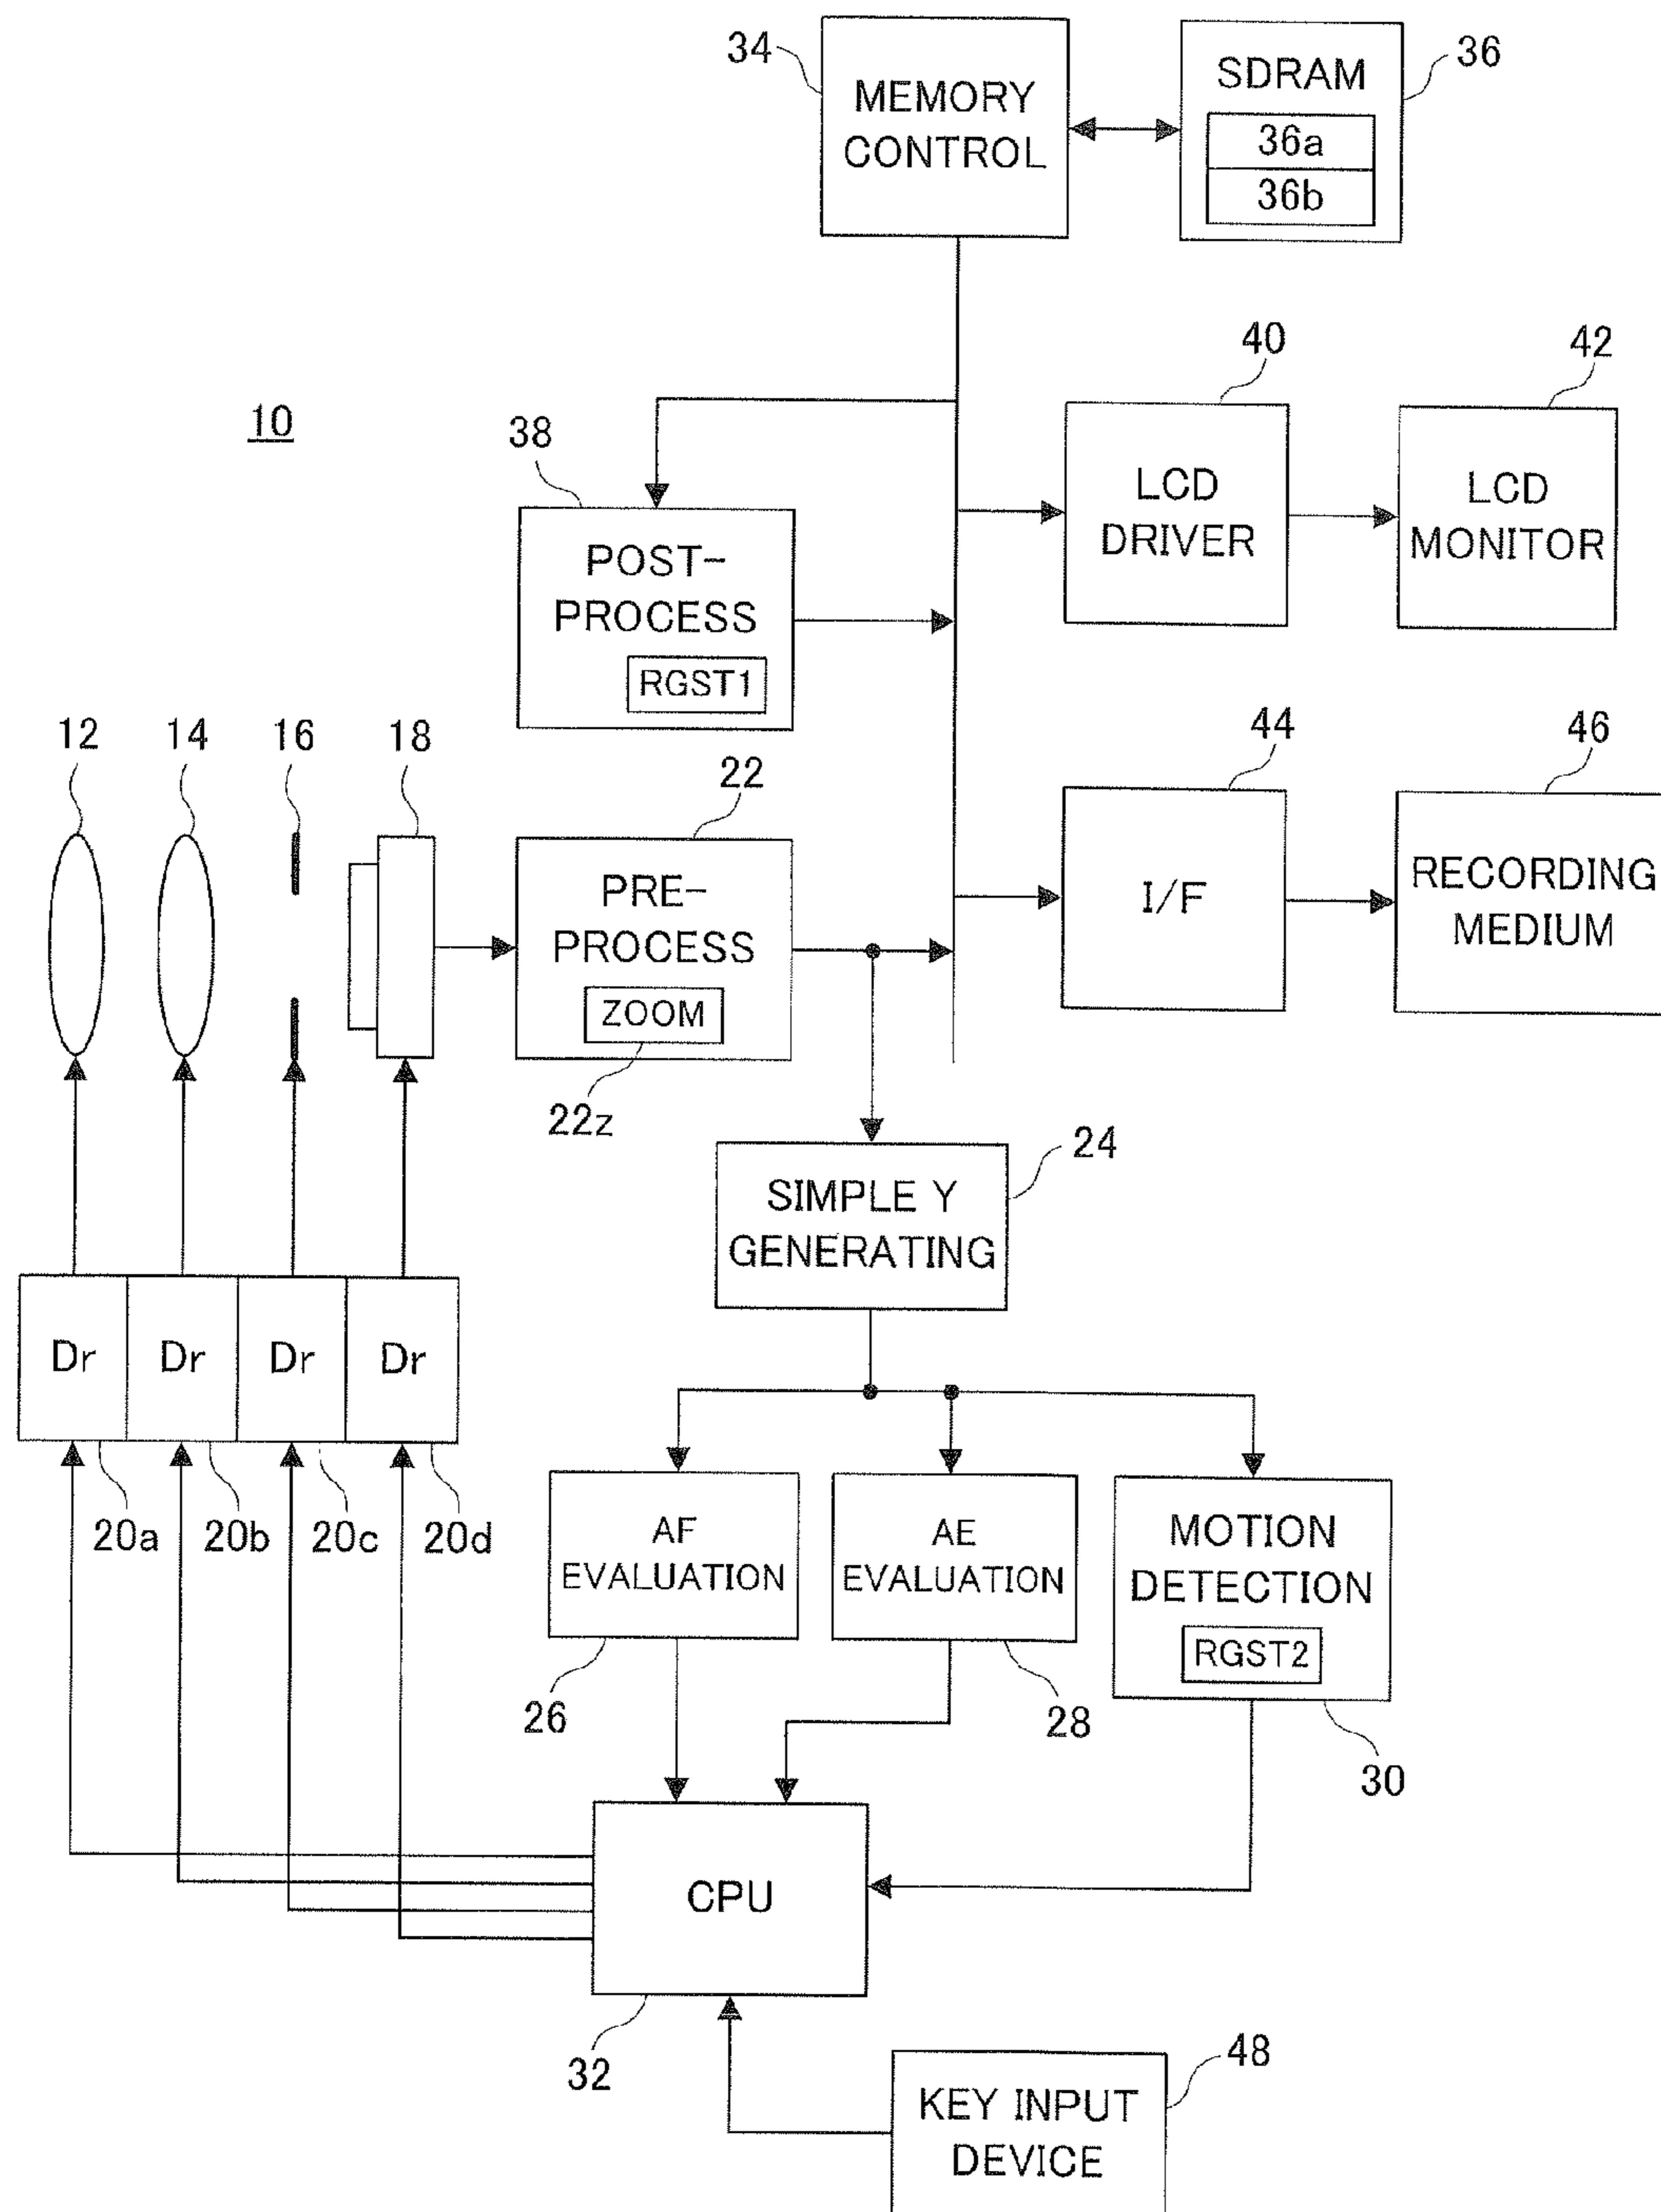 34
MEMORY
CONTROL
SDRAM
36
36a
36b
10
38
POST-
PROCESS
RGST1
40
LCD
DRIVER
42
LCD
MONITOR
12
14
16
18
22
PRE-
PROCESS
ZOOM
22z
44
I/F
46
RECORDING
MEDIUM
24
SIMPLE Y
GENERATING
Dr
Dr
Dr
Dr
20a
20b
20c
20d
AF
EVALUATION
26
AE
EVALUATION
28
MOTION
DETECTION
RGST2
30
CPU
32
KEY INPUT
DEVICE
48